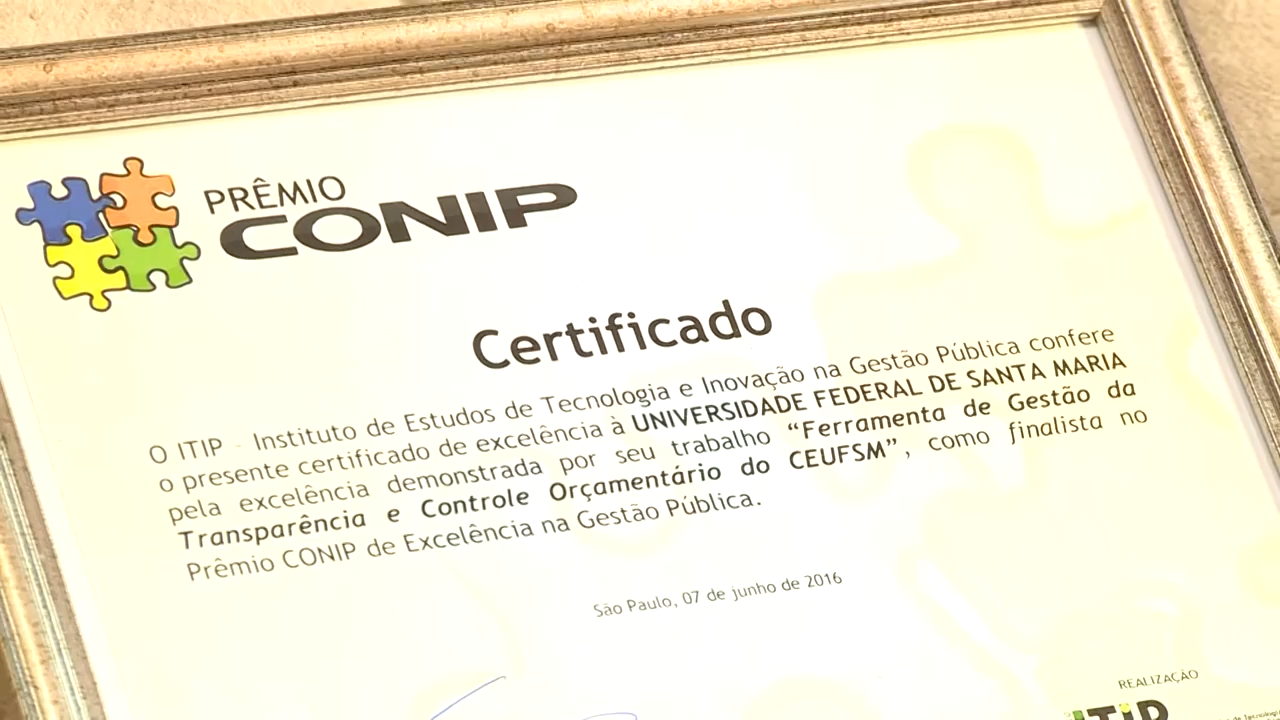 PRÊMIO
CONIP
Certificado
O ITIP - Instituto de Estudos de Tecnologia e Inovação na Gestão Pública confere
o presente certificado de excelência à UNIVERSIDADE FEDERAL DE SANTA MARIA
pela excelência demonstrada por seu trabalho “Ferramenta de Gestão da
Transparência e Controle Orçamentário do CEUFSM”, como finalista no
Prêmio CONIP de Excelência na Gestão Pública.
São Paulo, 07 de junho de 2016
REALIZAÇÃO
ITIP